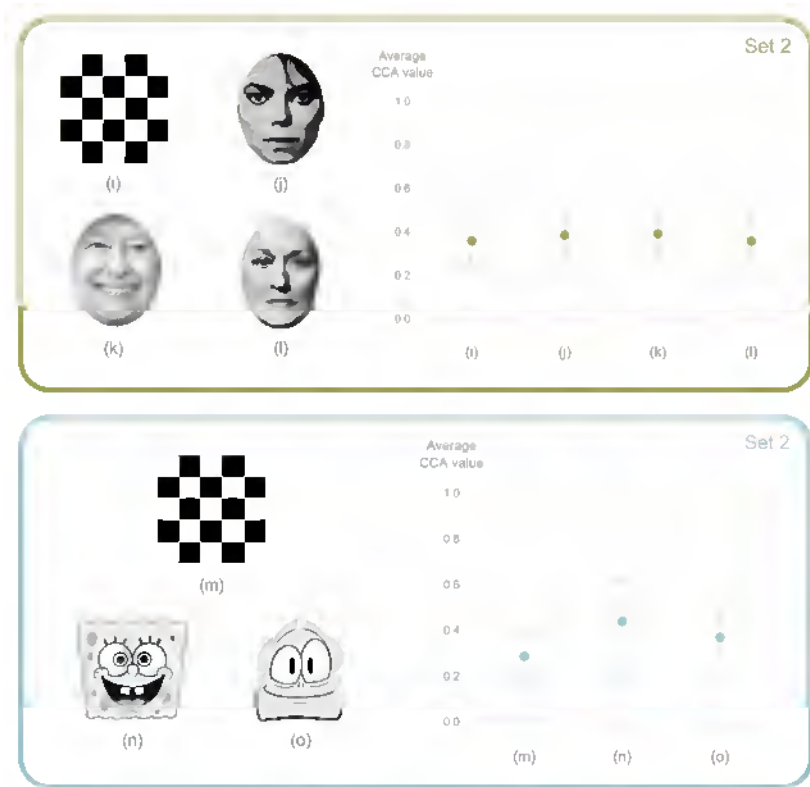 Set 2
Average
CCA value
1.0
0.8
0.6
0.4
0.2
0.0
(i)
(j)
(k)
(l)
(i)
(j)
(k)
(l)
Set 2
Average
CCA value
1.0
0.8
0.6
0.4
0.2
0.0
(m)
(n)
(o)
(m)
(n)
(o)